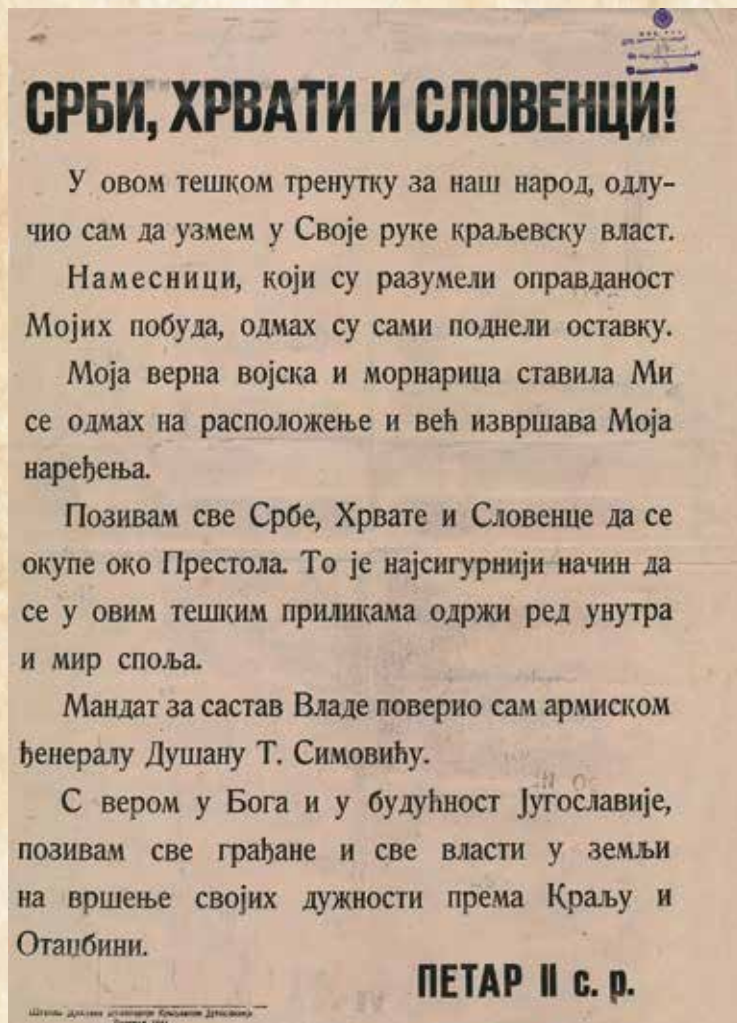 СРБИ, ХРВАТИ И СЛОВЕНЦИ!
У овом тешком тренутку за наш народ, одлу-
чио сам да узмем у Своје руке краљевску власт.
Намесници, који су разумели оправданост
Мојих побуда, одмах су сами поднели оставку.
Моја верна војска и морнарица ставила Ми
се одмах на расположење и већ извршава Моја
наређења.
Позивам све Србе, Хрвате и Словенце да се
окупе око Престола. То је најсигурнији начин да
се у овим тешким приликама одржи ред унутра
и мир споља.
Мандат за састав Владе поверио сам армиском
ђенералу Душану Т. Симовићу.
С вером у Бога и у будућност Југославије,
позивам све грађане и све власти у земљи
на вршење својих дужности према Краљу и
Отаџбини.
ПЕТАР II с. р.